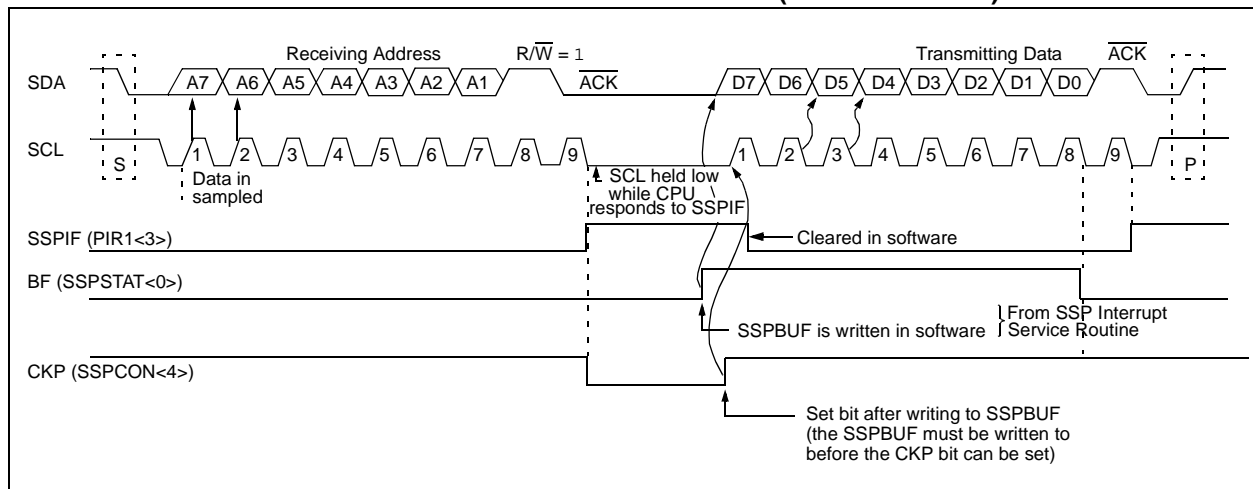 Receiving Address R/W = 1 Transmitting Data ACK
SDA A7 A6 A5 A4 A3 A2 A1 ACK D7 D6 D5 D4 D3 D2 D1 D0
SCL S 1 2 3 4 5 6 7 8 9 1 2 3 4 5 6 7 8 9 P
Data in
sampled
SCL held low
while CPU
responds to SSPIF
SSPIF (PIR1<3>)
Cleared in software
BF (SSPSTAT<0>)
SSPBUF is written in software
From SSP Interrupt
Service Routine
CKP (SSPCON<4>)
Set bit after writing to SSPBUF
(the SSPBUF must be written to
before the CKP bit can be set)